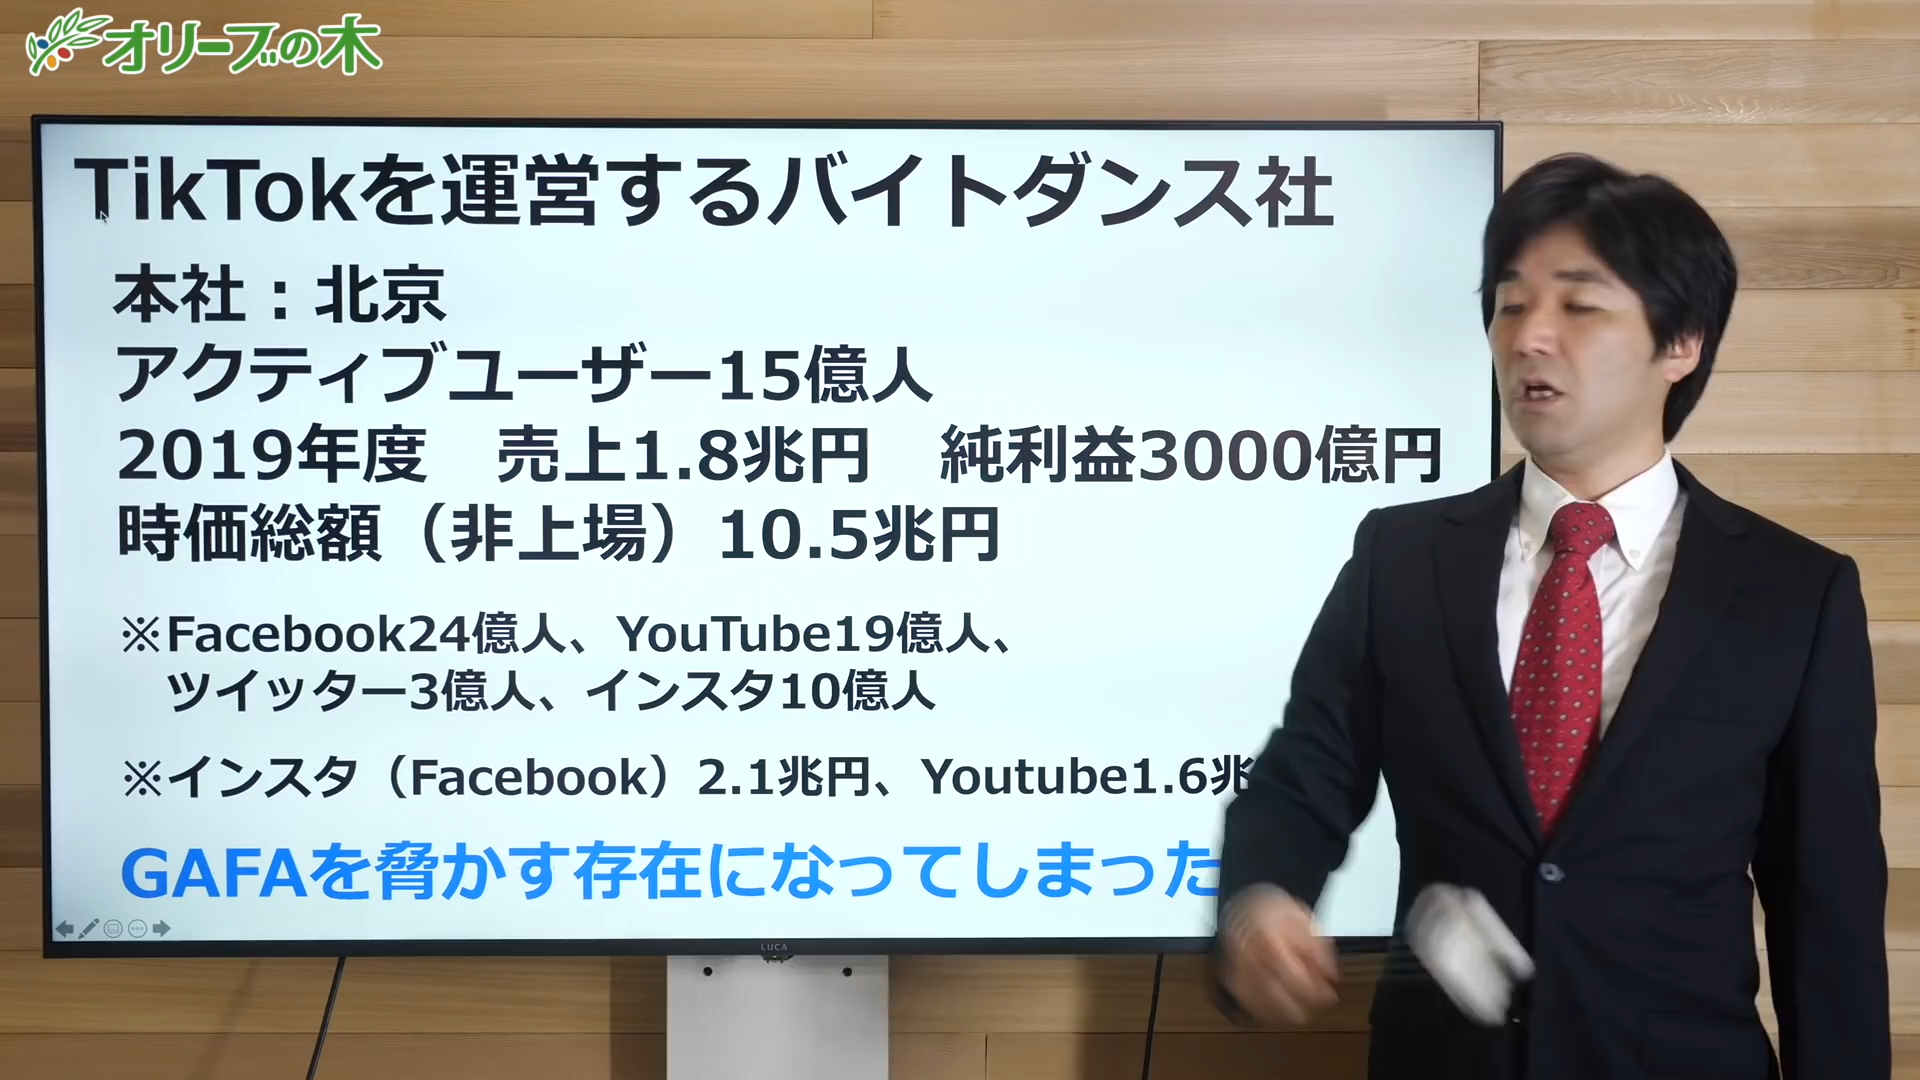 オリーブの木
TikTokを運営するバイトダンス社
本社：北京
アクティブユーザー15億人
2019年度　売上1.8兆円　純利益3000億円
時価総額（非上場）10.5兆円
※Facebook24億人、YouTube19億人、
ツイッター3億人、インスタ10億人
※インスタ（Facebook）2.1兆円、Youtube1.6兆
GAFAを脅かす存在になってしまった
LUCA